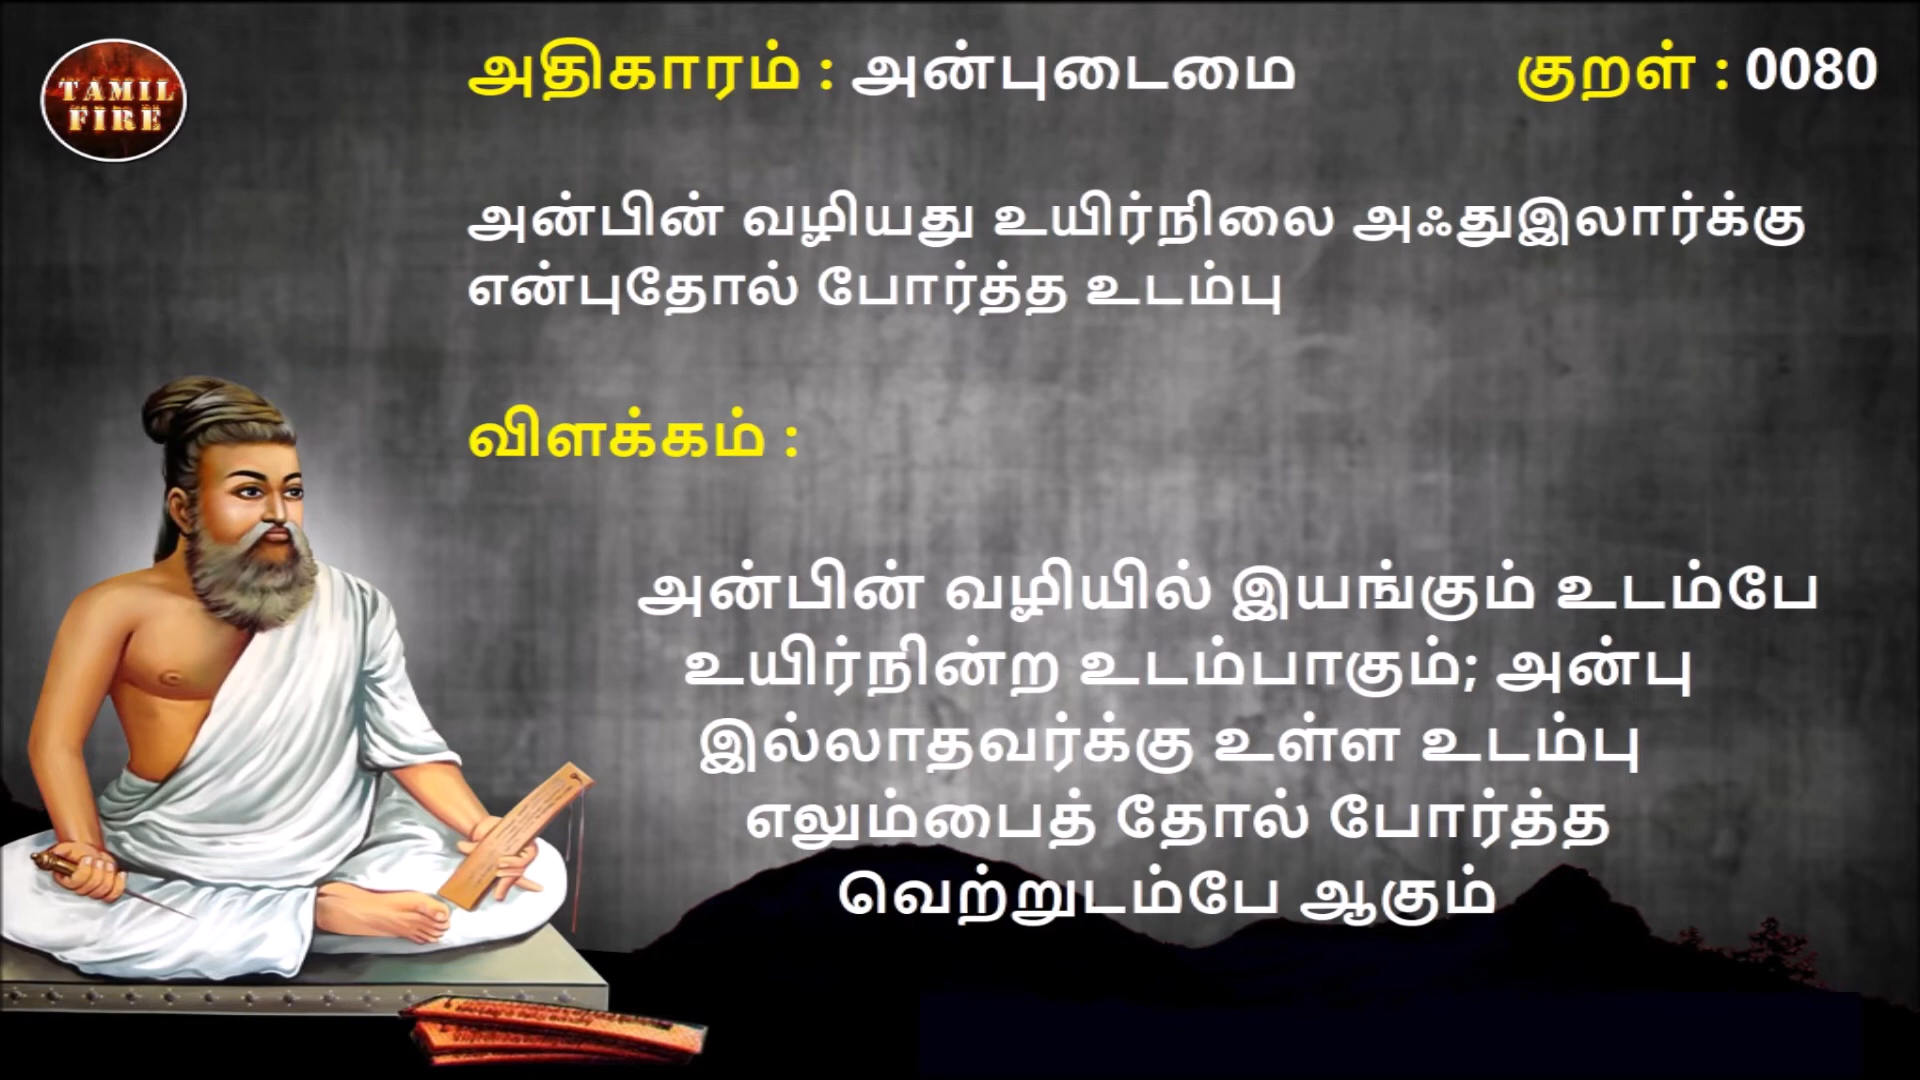 TAMIL
FIRE
அதிகாரம் : அன்புடைமை
குறள் : 0080
அன்பின் வழியது உயிர்நிலை அஃதுஇலார்க்கு
என்புதோல் போர்த்த உடம்பு
விளக்கம் :
அன்பின் வழியில் இயங்கும் உடம்பே
உயிர்நின்ற உடம்பாகும்; அன்பு
இல்லாதவர்க்கு உள்ள உடம்பு
எலும்பைத் தோல் போர்த்த
வெற்றுடம்பே ஆகும்